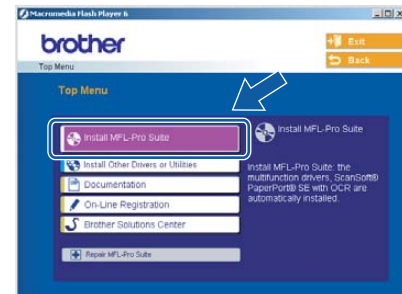 Macromedia Flash Player 6
brother
Exit
Back
Top Menu
Top Menu
Install MFL-Pro Suite
Install Other Drivers or Utilities
Documentation
On-Line Registration
Brother Solutions Center
Repair MFL-Pro Suite
Install MFL-Pro Suite
Install MFL-Pro Suite: the
multifunction drivers, ScanSoft®
PaperPort® SE with OCR are
automatically installed.